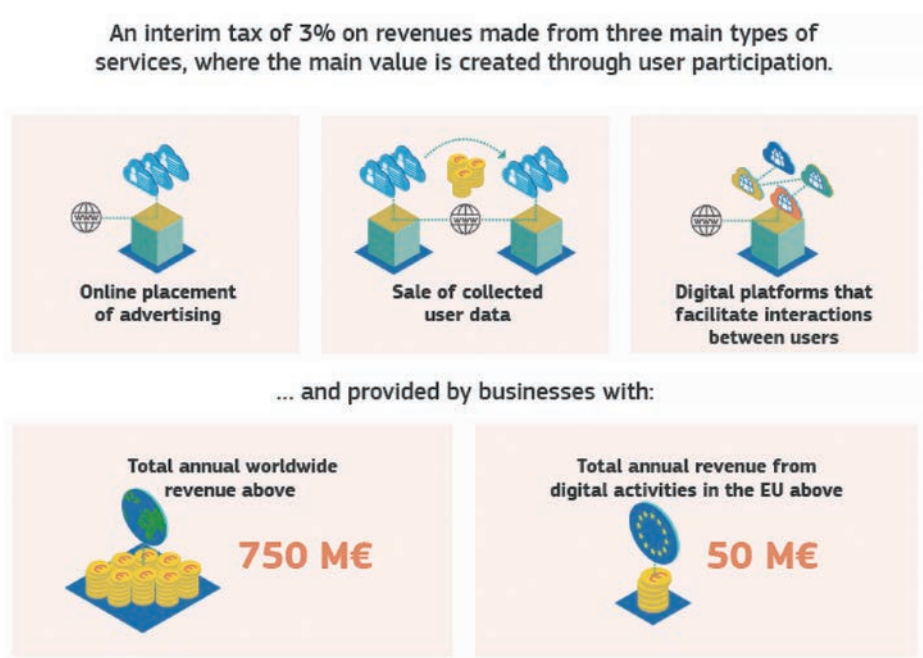 An interim tax of 3% on revenues made from three main types of
services, where the main value is created through user participation.
www
www
www
Online placement
of advertising
Sale of collected
user data
Digital platforms that
facilitate interactions
between users
... and provided by businesses with:
Total annual worldwide
revenue above
750 M€
Total annual revenue from
digital activities in the EU above
50 M€